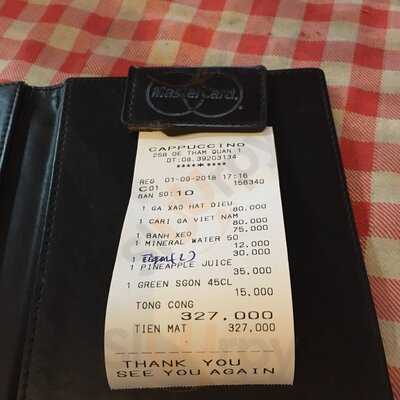 MasterCard.
CAPPUCCINO
258 DE THAM QUAN 1
DT:08.39203134
****★****
REG 01-09-2018 17:16
C01 158340
BAN SO:10
1 GA XAO HAT DIEU 80.000
1 CARI GA VIET NAM 80.000
1 BANH XEO 75.000
1 MINERAL WATER 50 12.000
1 30.000
1 PINEAPPLE JUICE 35.000
1 GREEN SGON 45CL 15.000
TONG CONG
327,000
TIEN MAT 327,000
THANK YOU
SEE YOU AGAIN